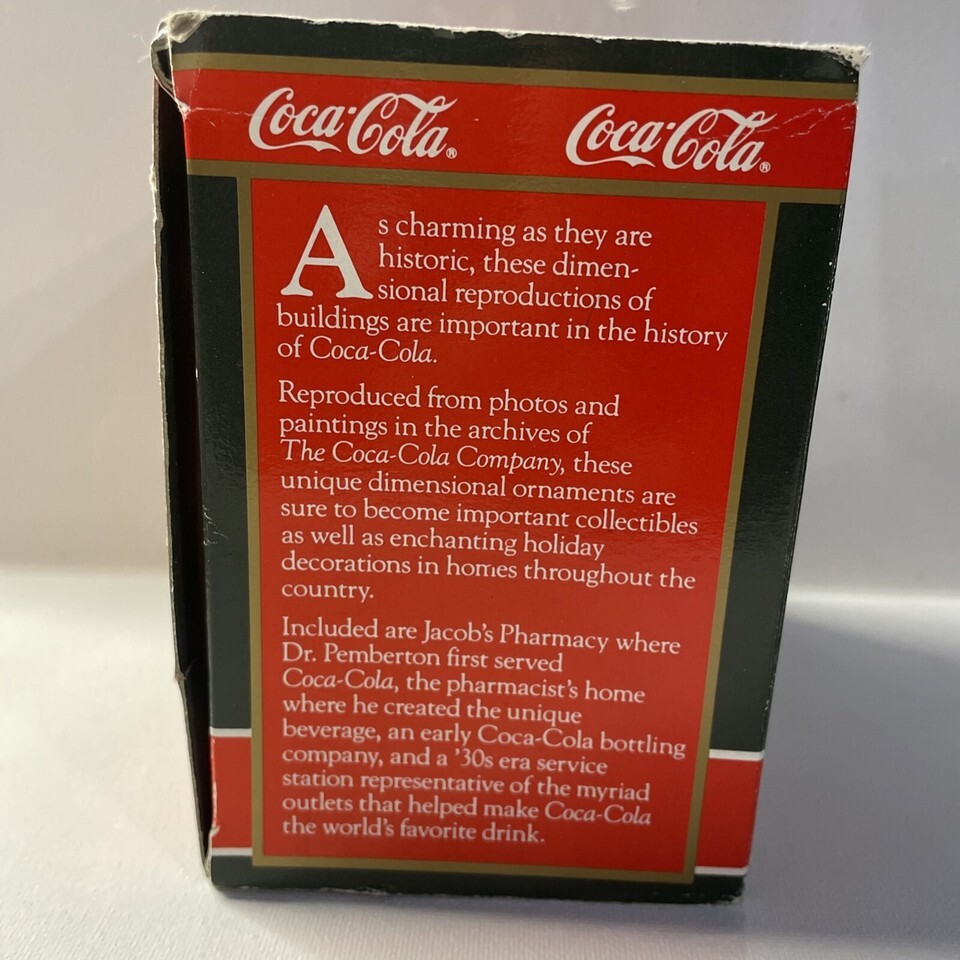 Coca-Cola® Coca-Cola®
As charming as they are
historic, these dimen-
sional reproductions of
buildings are important in the history
of Coca-Cola.
Reproduced from photos and
paintings in the archives of
The Coca-Cola Company, these
unique dimensional ornaments are
sure to become important collectibles
as well as enchanting holiday
decorations in homes throughout the
country.
Included are Jacob's Pharmacy where
Dr. Pemberton first served
Coca-Cola, the pharmacist's home
where he created the unique
beverage, an early Coca-Cola bottling
company, and a '30s era service
station representative of the myriad
outlets that helped make Coca-Cola
the world's favorite drink.